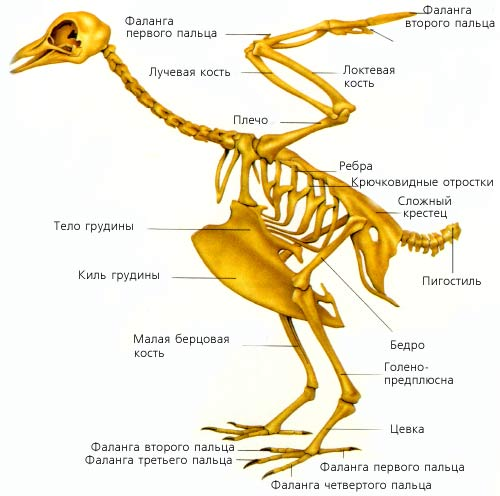 Фаланга
первого пальца
Фаланга
второго пальца
Лучевая кость
Локтевая
кость
Плечо
Ребра
Крючковидные отростки
Сложный
крестец
Тело грудины
Киль грудины
Пигостиль
Малая берцовая
кость
Бедро
Голено-
предплюсна
Цевка
Фаланга второго пальца
Фаланга третьего пальца
Фаланга первого пальца
Фаланга четвертого пальца